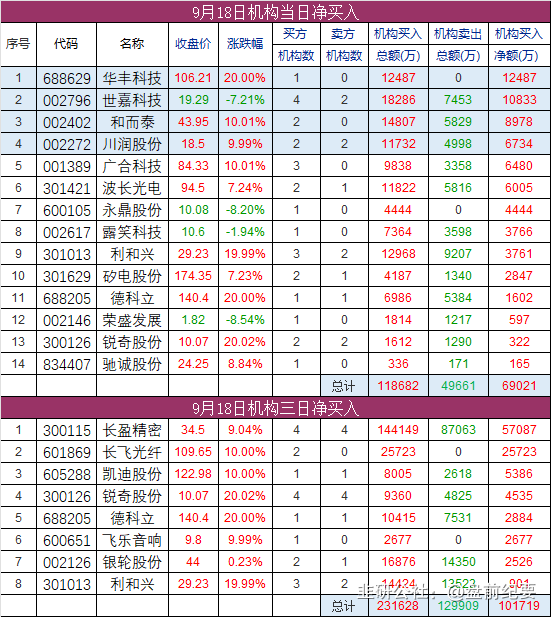 9月18日机构当日净买入
序号 代码 名称 收盘价 涨跌幅 买方机构数 卖方机构数 机构买入总额(万) 机构卖出总额(万) 机构买入净额(万)
1 688629 华丰科技 106.21 20.00% 1 0 12487 0 12487
2 002796 世嘉科技 19.29 -7.21% 4 2 18286 7453 10833
3 002402 和而泰 43.95 10.01% 2 0 14807 5829 8978
4 002272 川润股份 18.5 9.99% 2 2 11732 4998 6734
5 001389 广合科技 84.33 10.01% 3 0 9838 3358 6480
6 301421 波长光电 94.5 7.24% 2 1 11822 5816 6005
7 600105 永鼎股份 10.08 -8.20% 1 0 4444 0 4444
8 002617 露笑科技 10.6 -1.94% 1 0 7364 3598 3766
9 301013 利和兴 29.23 19.99% 3 2 12968 9207 3761
10 301629 矽电股份 174.35 7.23% 2 1 4187 1340 2847
11 688205 德科立 140.4 20.00% 1 1 6986 5384 1602
12 002146 荣盛发展 1.82 -8.54% 1 0 1814 1217 597
13 300126 锐奇股份 10.07 20.02% 2 2 1612 1290 322
14 834407 驰诚股份 24.25 8.84% 1 0 336 171 165
总计 118682 49661 69021
9月18日机构三日净买入
1 300115 长盈精密 34.5 9.04% 4 4 144149 87063 57087
2 601869 长飞光纤 109.65 10.00% 2 0 25723 0 25723
3 605288 凯迪股份 122.98 10.00% 1 1 8005 2618 5386
4 300126 锐奇股份 10.07 20.02% 4 4 9360 4825 4535
5 688205 德科立 140.4 20.00% 1 1 10415 7531 2884
6 600651 飞乐音响 9.8 9.99% 1 0 2677 0 2677
7 002126 银轮股份 44 0.23% 2 1 16876 14350 2526
8 301013 利和兴 29.23 19.99% 3 2 14424 13523 901
韭研公社：@盘前纪要
总计 231628 129909 101719